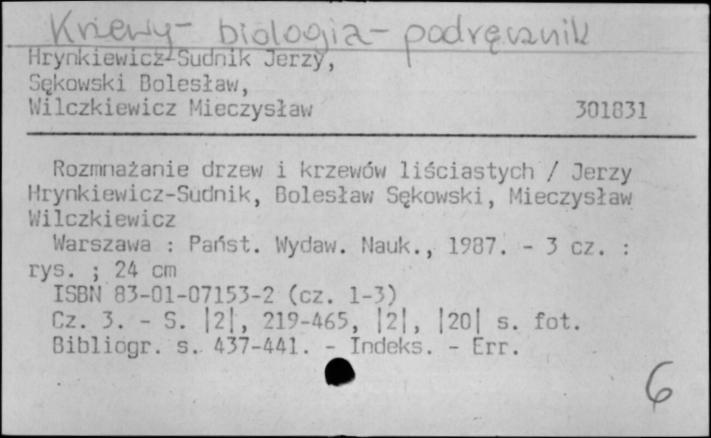 Krzewy - biologia - podręcznik
Hrynkiewicz-Sudnik Jerzy,
Sękowski Bolesław,
Wilczkiewicz Mieczysław 301831
Rozmnażanie drzew i krzewów liściastych / Jerzy
Hrynkiewicz-Sudnik, Bolesław Sękowski, Mieczysław
Wilczkiewicz
Warszawa : Państ. Wydaw. Nauk., 1987. - 3 cz. :
rys. ; 24 cm
ISBN 83-01-07153-2 (cz. 1-3)
Cz. 3. - S. |2|, 219-465, |2|, |20| s. fot.
Bibliogr. s. 437-441. - Indeks. - Err.
6